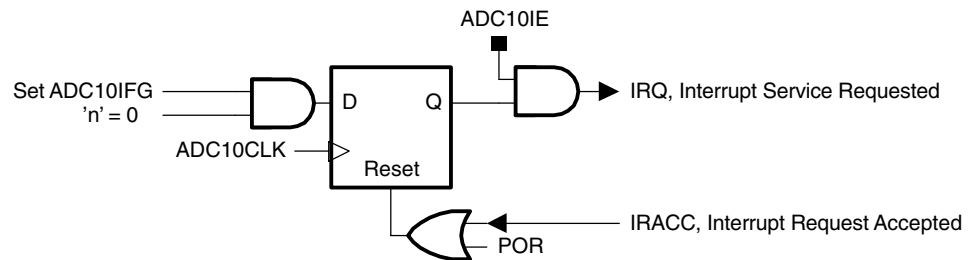 ADC10IE
Set ADC10IFG
'n' = 0
D
Q
IRQ, Interrupt Service Requested
ADC10CLK
Reset
IRACC, Interrupt Request Accepted
POR